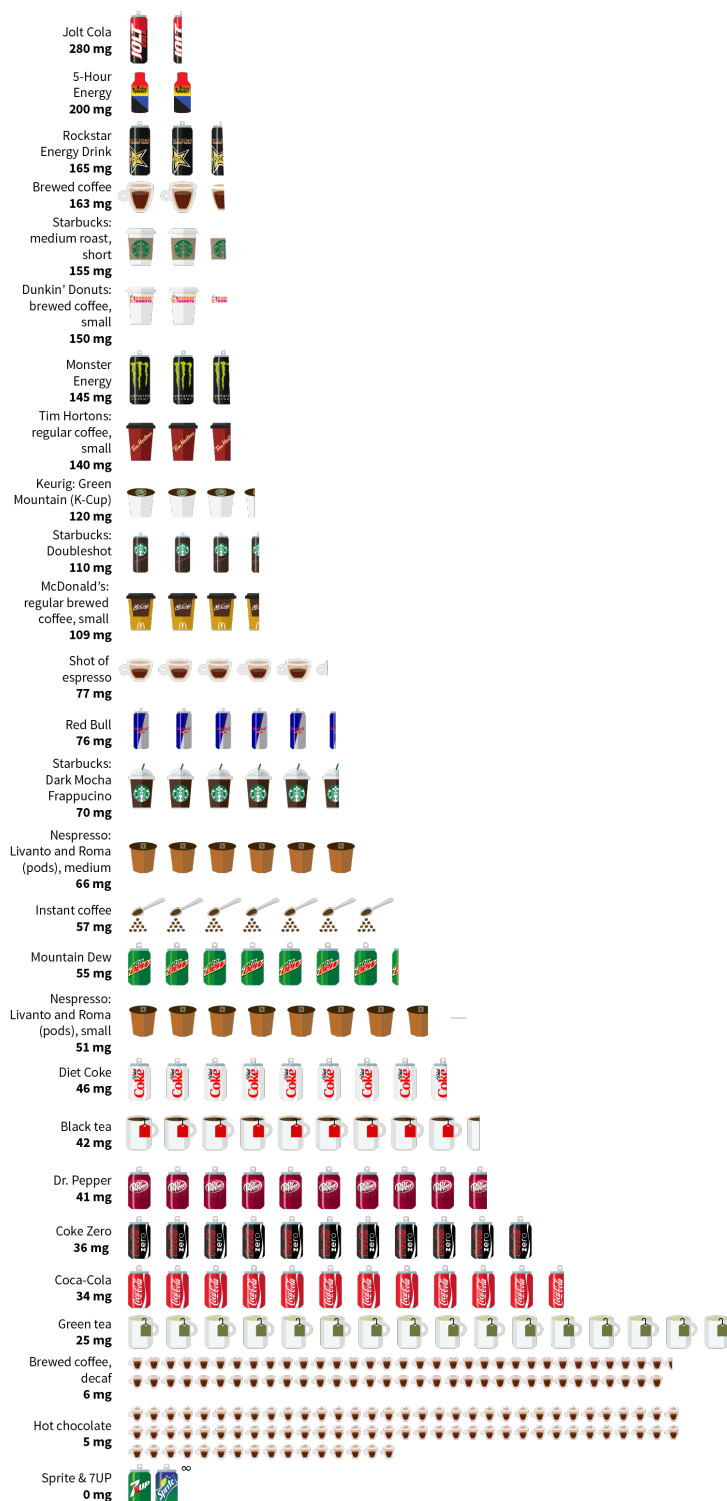 Jolt Cola
280 mg
5-Hour
Energy
200 mg
Rockstar
Energy Drink
165 mg
Brewed coffee
163 mg
Starbucks:
medium roast,
short
155 mg
Dunkin’ Donuts:
brewed coffee,
small
150 mg
Monster
Energy
145 mg
Tim Hortons:
regular coffee,
small
140 mg
Keurig: Green
Mountain (K-Cup)
120 mg
Starbucks:
Doubleshot
110 mg
McDonald’s:
regular brewed
coffee, small
109 mg
Shot of
espresso
77 mg
Red Bull
76 mg
Starbucks:
Dark Mocha
Frappucino
70 mg
Nespresso:
Livanto and Roma
(pods), medium
66 mg
Instant coffee
57 mg
Mountain Dew
55 mg
Nespresso:
Livanto and Roma
(pods), small
51 mg
Diet Coke
46 mg
Black tea
42 mg
Dr. Pepper
41 mg
Coke Zero
36 mg
Coca-Cola
34 mg
Green tea
25 mg
Brewed coffee,
decaf
6 mg
Hot chocolate
5 mg
Sprite & 7UP
0 mg
7UP Sprite ∞